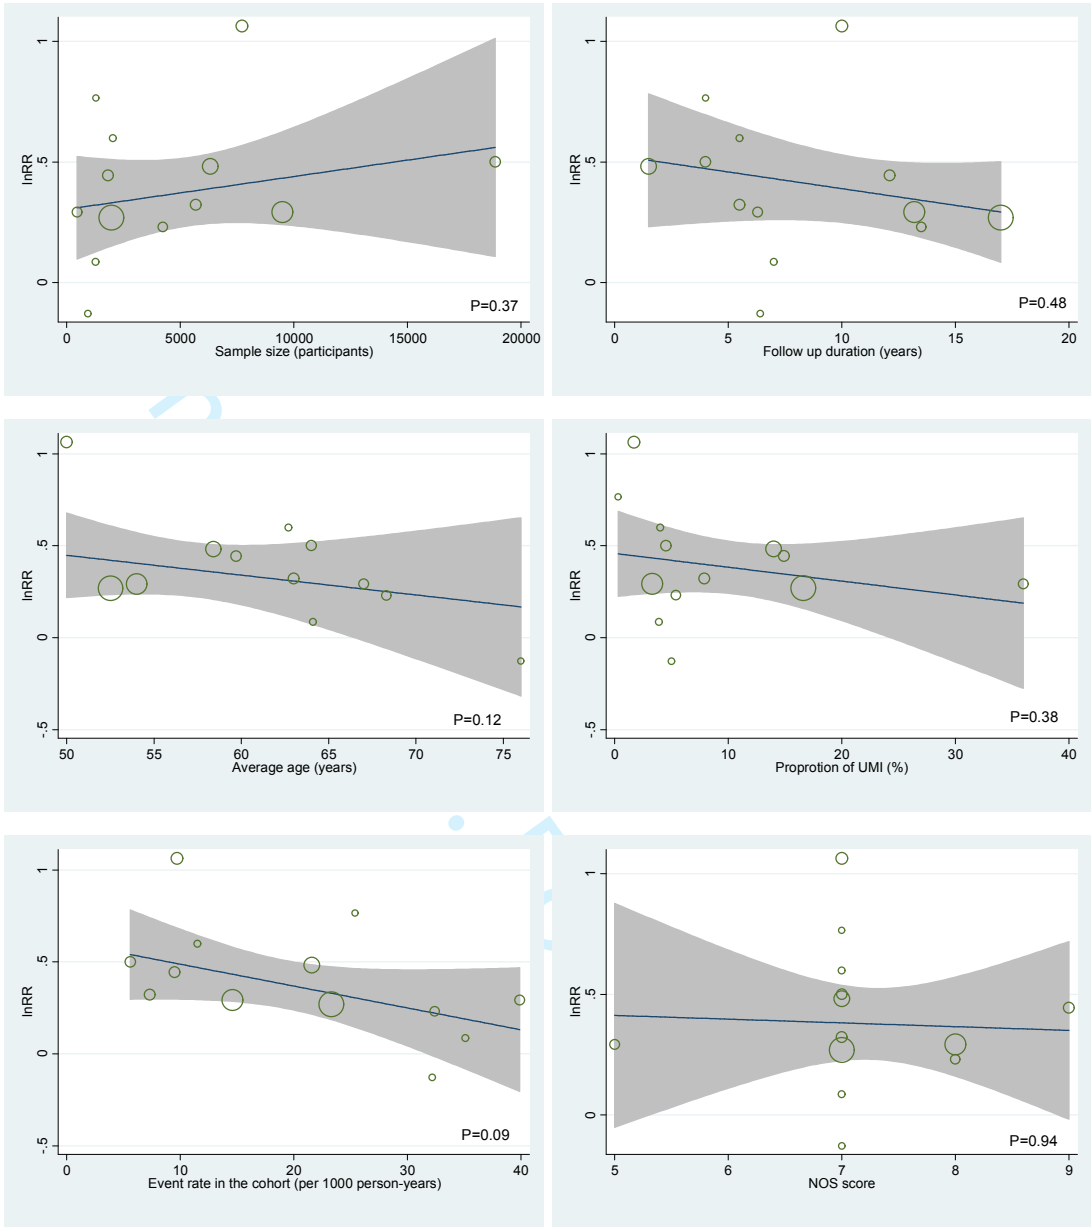 1
.5
0
lnRR
P=0.37
0 5000 10000 15000 20000
Sample size (participants)
1
.5
0
lnRR
P=0.48
0 5 10 15 20
Follow up duration (years)
1
.5
0
-.5
lnRR
P=0.12
50 55 60 65 70 75
Average age (years)
1
.5
0
-.5
lnRR
P=0.38
0 10 20 30 40
Proprotion of UMI (%)
1
.5
0
-.5
lnRR
P=0.09
0 10 20 30 40
Event rate in the cohort (per 1000 person-years)
1
.5
0
lnRR
P=0.94
5 6 7 8 9
NOS score